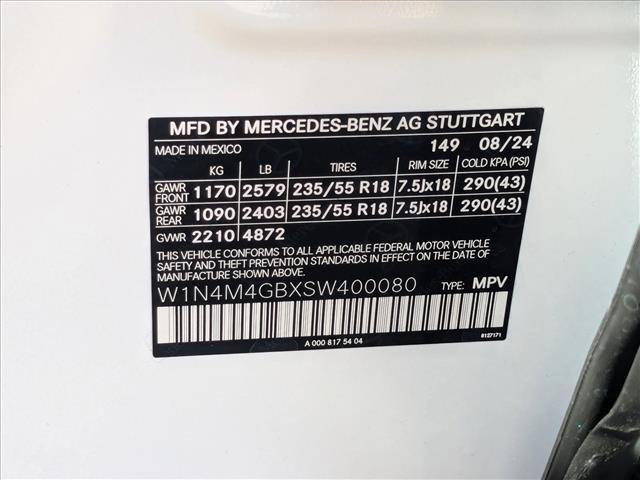 MFD BY MERCEDES-BENZ AG STUTTGART
MADE IN MEXICO 149 08/24
KG LB TIRES RIM SIZE COLD KPA (PSI)
GAWR FRONT 1170 2579 235/55 R18 7.5Jx18 290(43)
GAWR REAR 1090 2403 235/55 R18 7.5Jx18 290(43)
GVWR 2210 4872
THIS VEHICLE CONFORMS TO ALL APPLICABLE FEDERAL MOTOR VEHICLE
SAFETY AND THEFT PREVENTION STANDARDS IN EFFECT ON THE DATE
OF MANUFACTURE SHOWN ABOVE.
W1N4M4GBXSW400080 TYPE: MPV
A 000 817 54 04 8127171